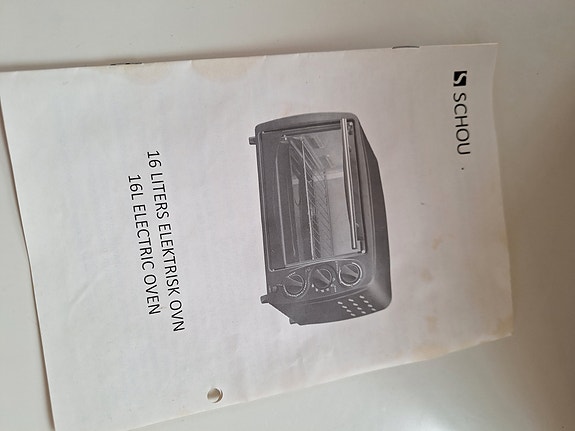 SCHOU
16 LITERS ELEKTRISK OVN
16L ELECTRIC OVEN